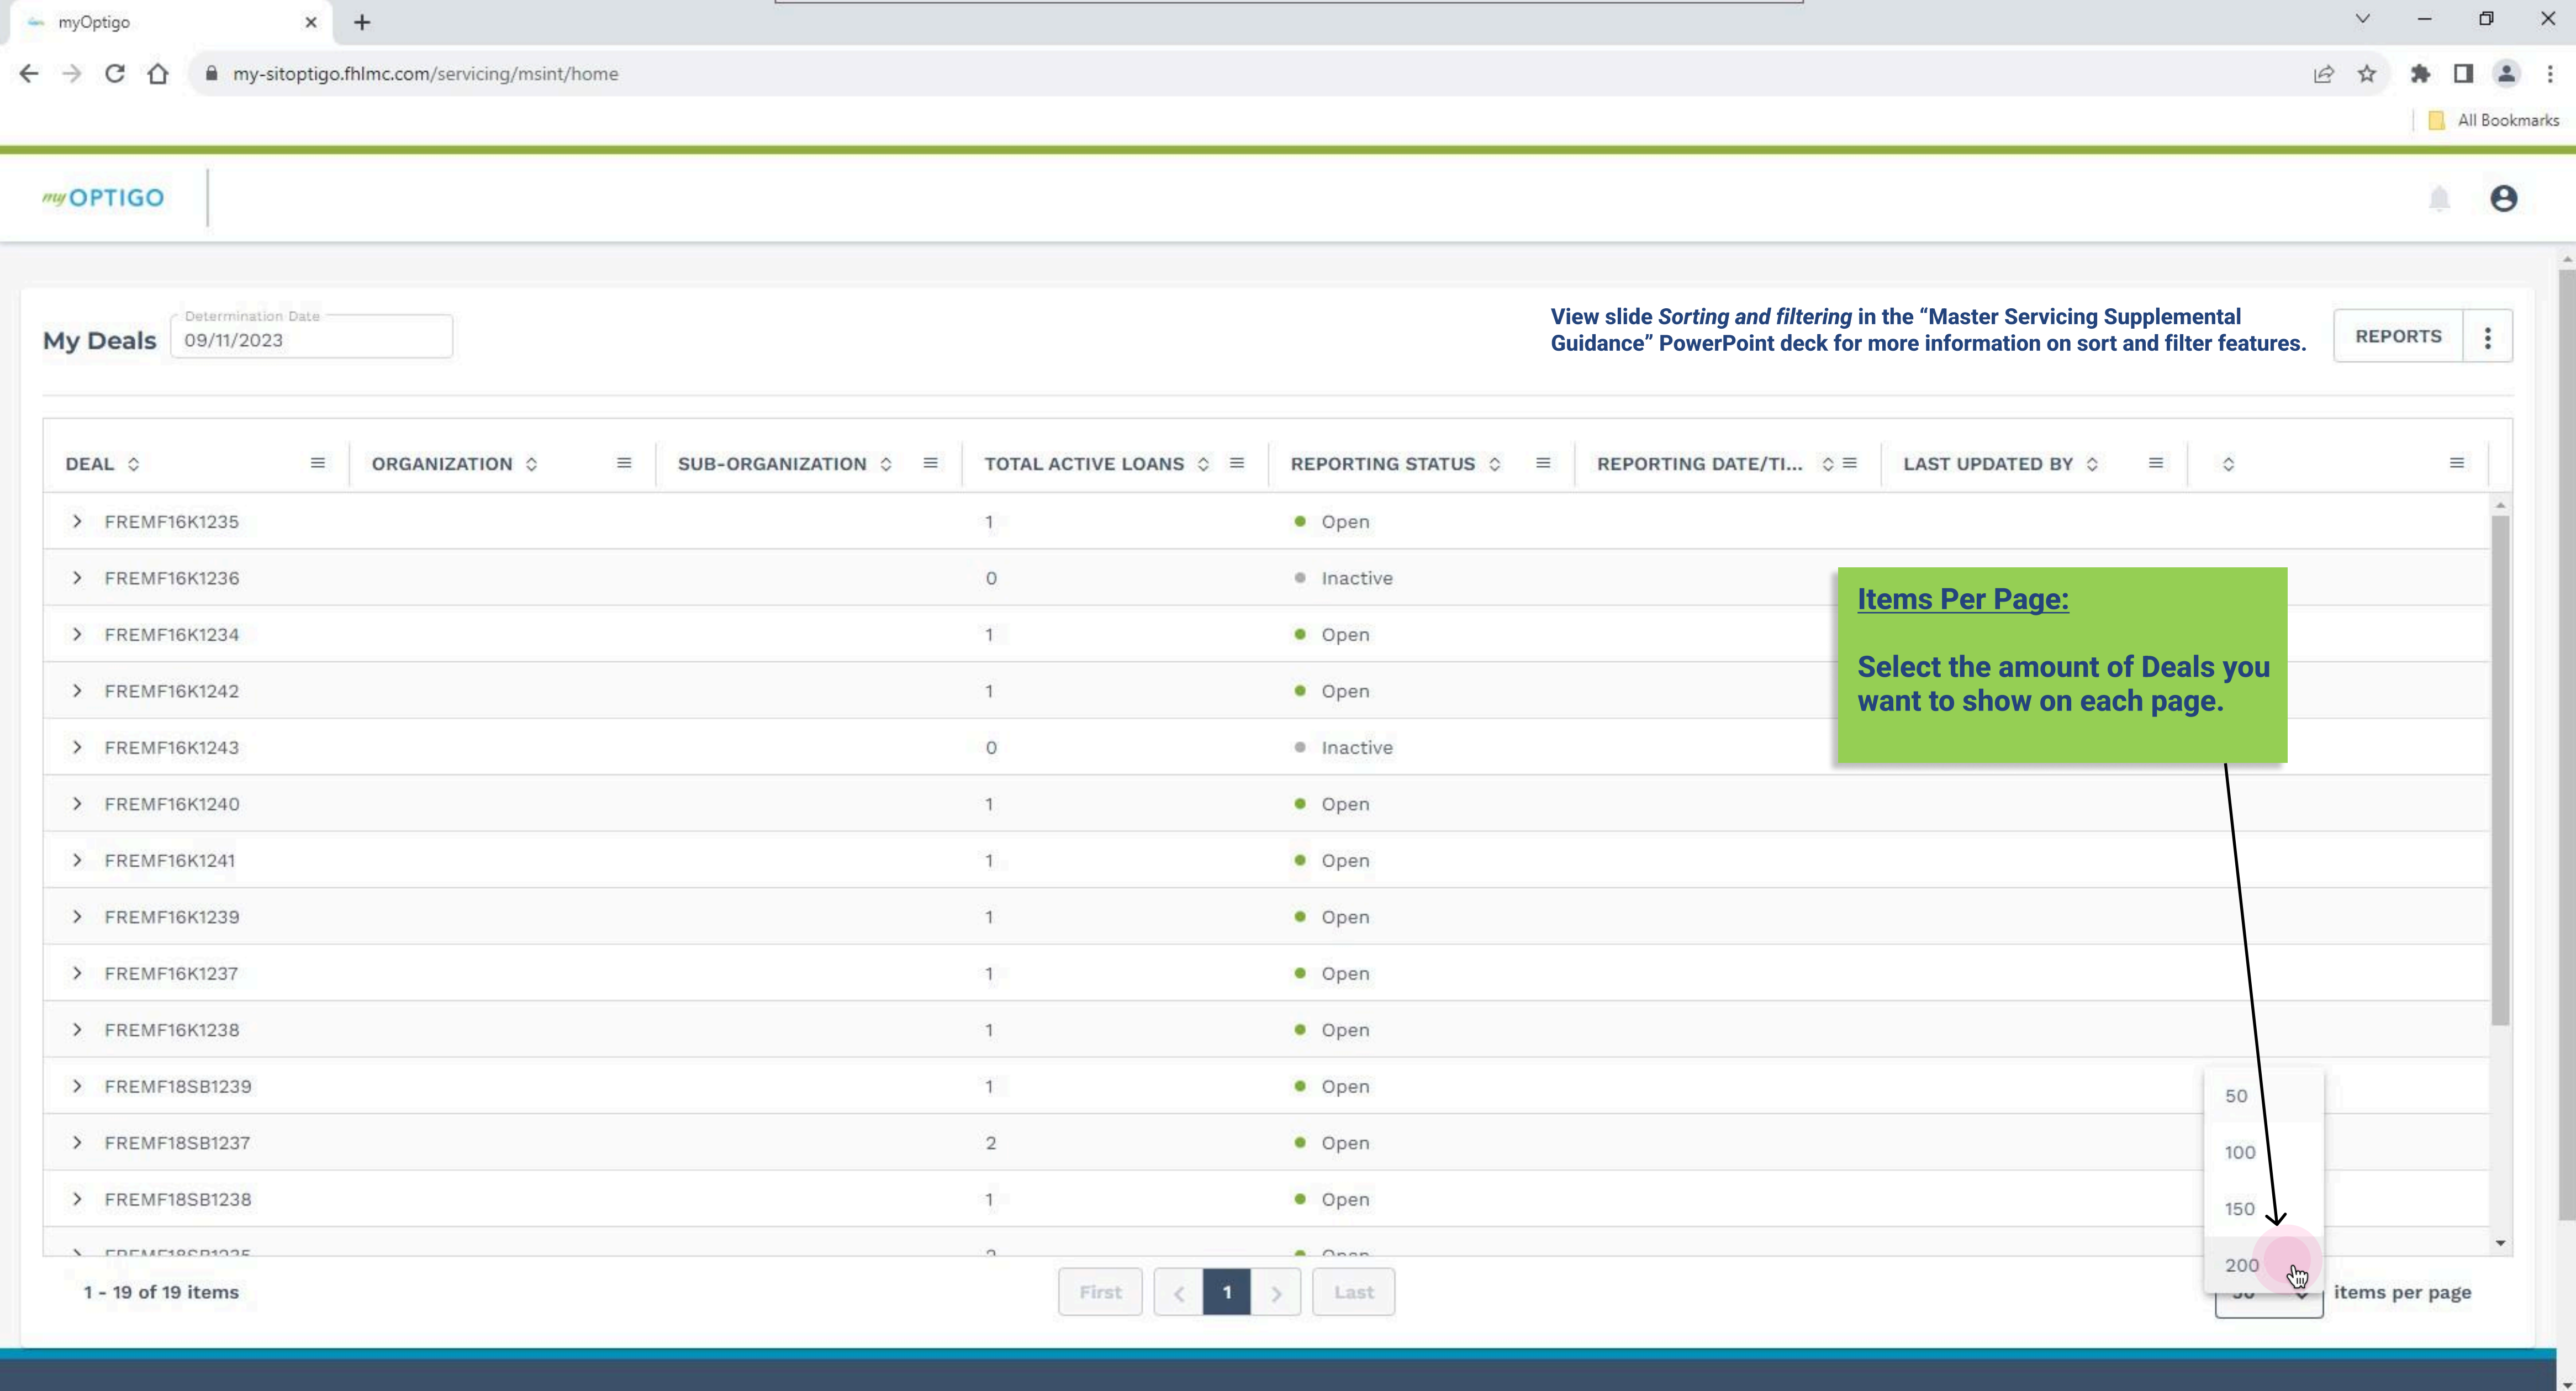 myOptigo
my-sitoptigo.fhlmc.com/servicing/msint/home
All Bookmarks
my OPTIGO
My Deals
Determination Date
09/11/2023
View slide Sorting and filtering in the “Master Servicing Supplemental
Guidance” PowerPoint deck for more information on sort and filter features.
REPORTS
DEAL ORGANIZATION SUB-ORGANIZATION TOTAL ACTIVE LOANS REPORTING STATUS REPORTING DATE/TI... LAST UPDATED BY
FREMF16K1235 1 Open
FREMF16K1236 0 Inactive
FREMF16K1234 1 Open
FREMF16K1242 1 Open
FREMF16K1243 0 Inactive
FREMF16K1240 1 Open
FREMF16K1241 1 Open
FREMF16K1239 1 Open
FREMF16K1237 1 Open
FREMF16K1238 1 Open
FREMF18SB1239 1 Open
FREMF18SB1237 2 Open
FREMF18SB1238 1 Open
Items Per Page:
Select the amount of Deals you
want to show on each page.
50
100
150
200
1 - 19 of 19 items
First < 1 > Last
items per page